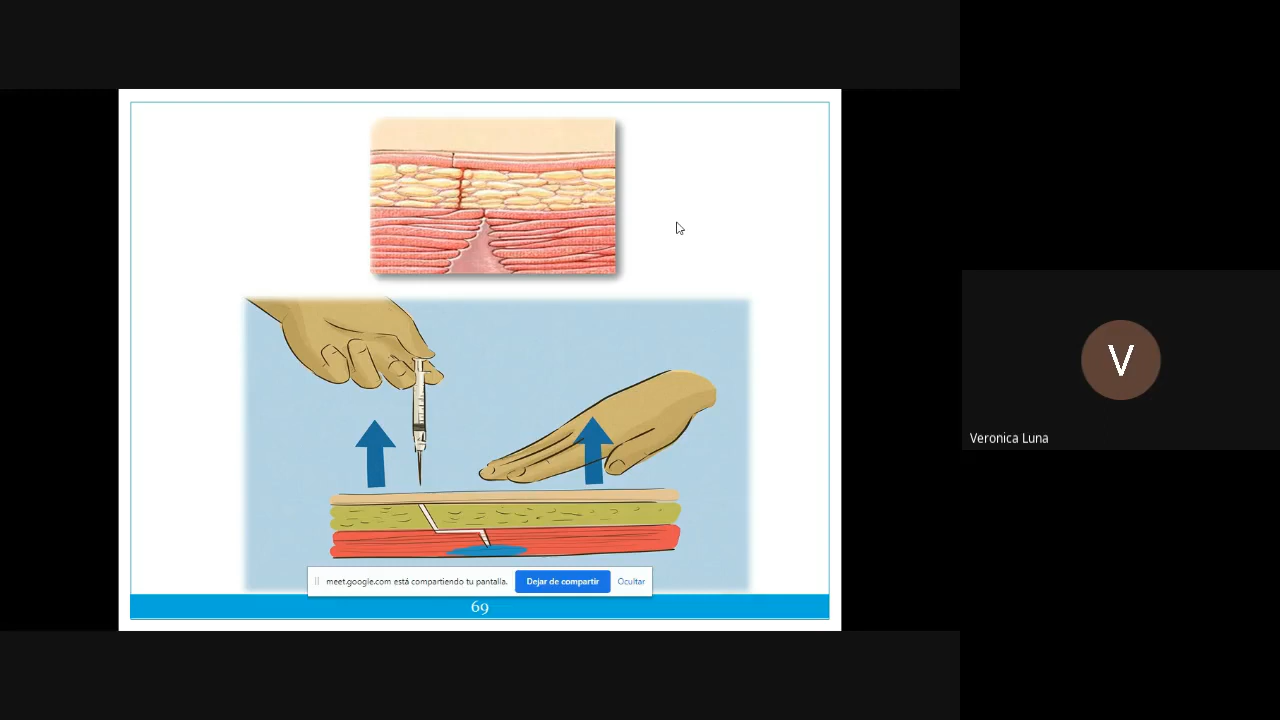 meet.google.com está compartiendo tu pantalla.
Dejar de compartir
Ocultar
69
V
Veronica Luna